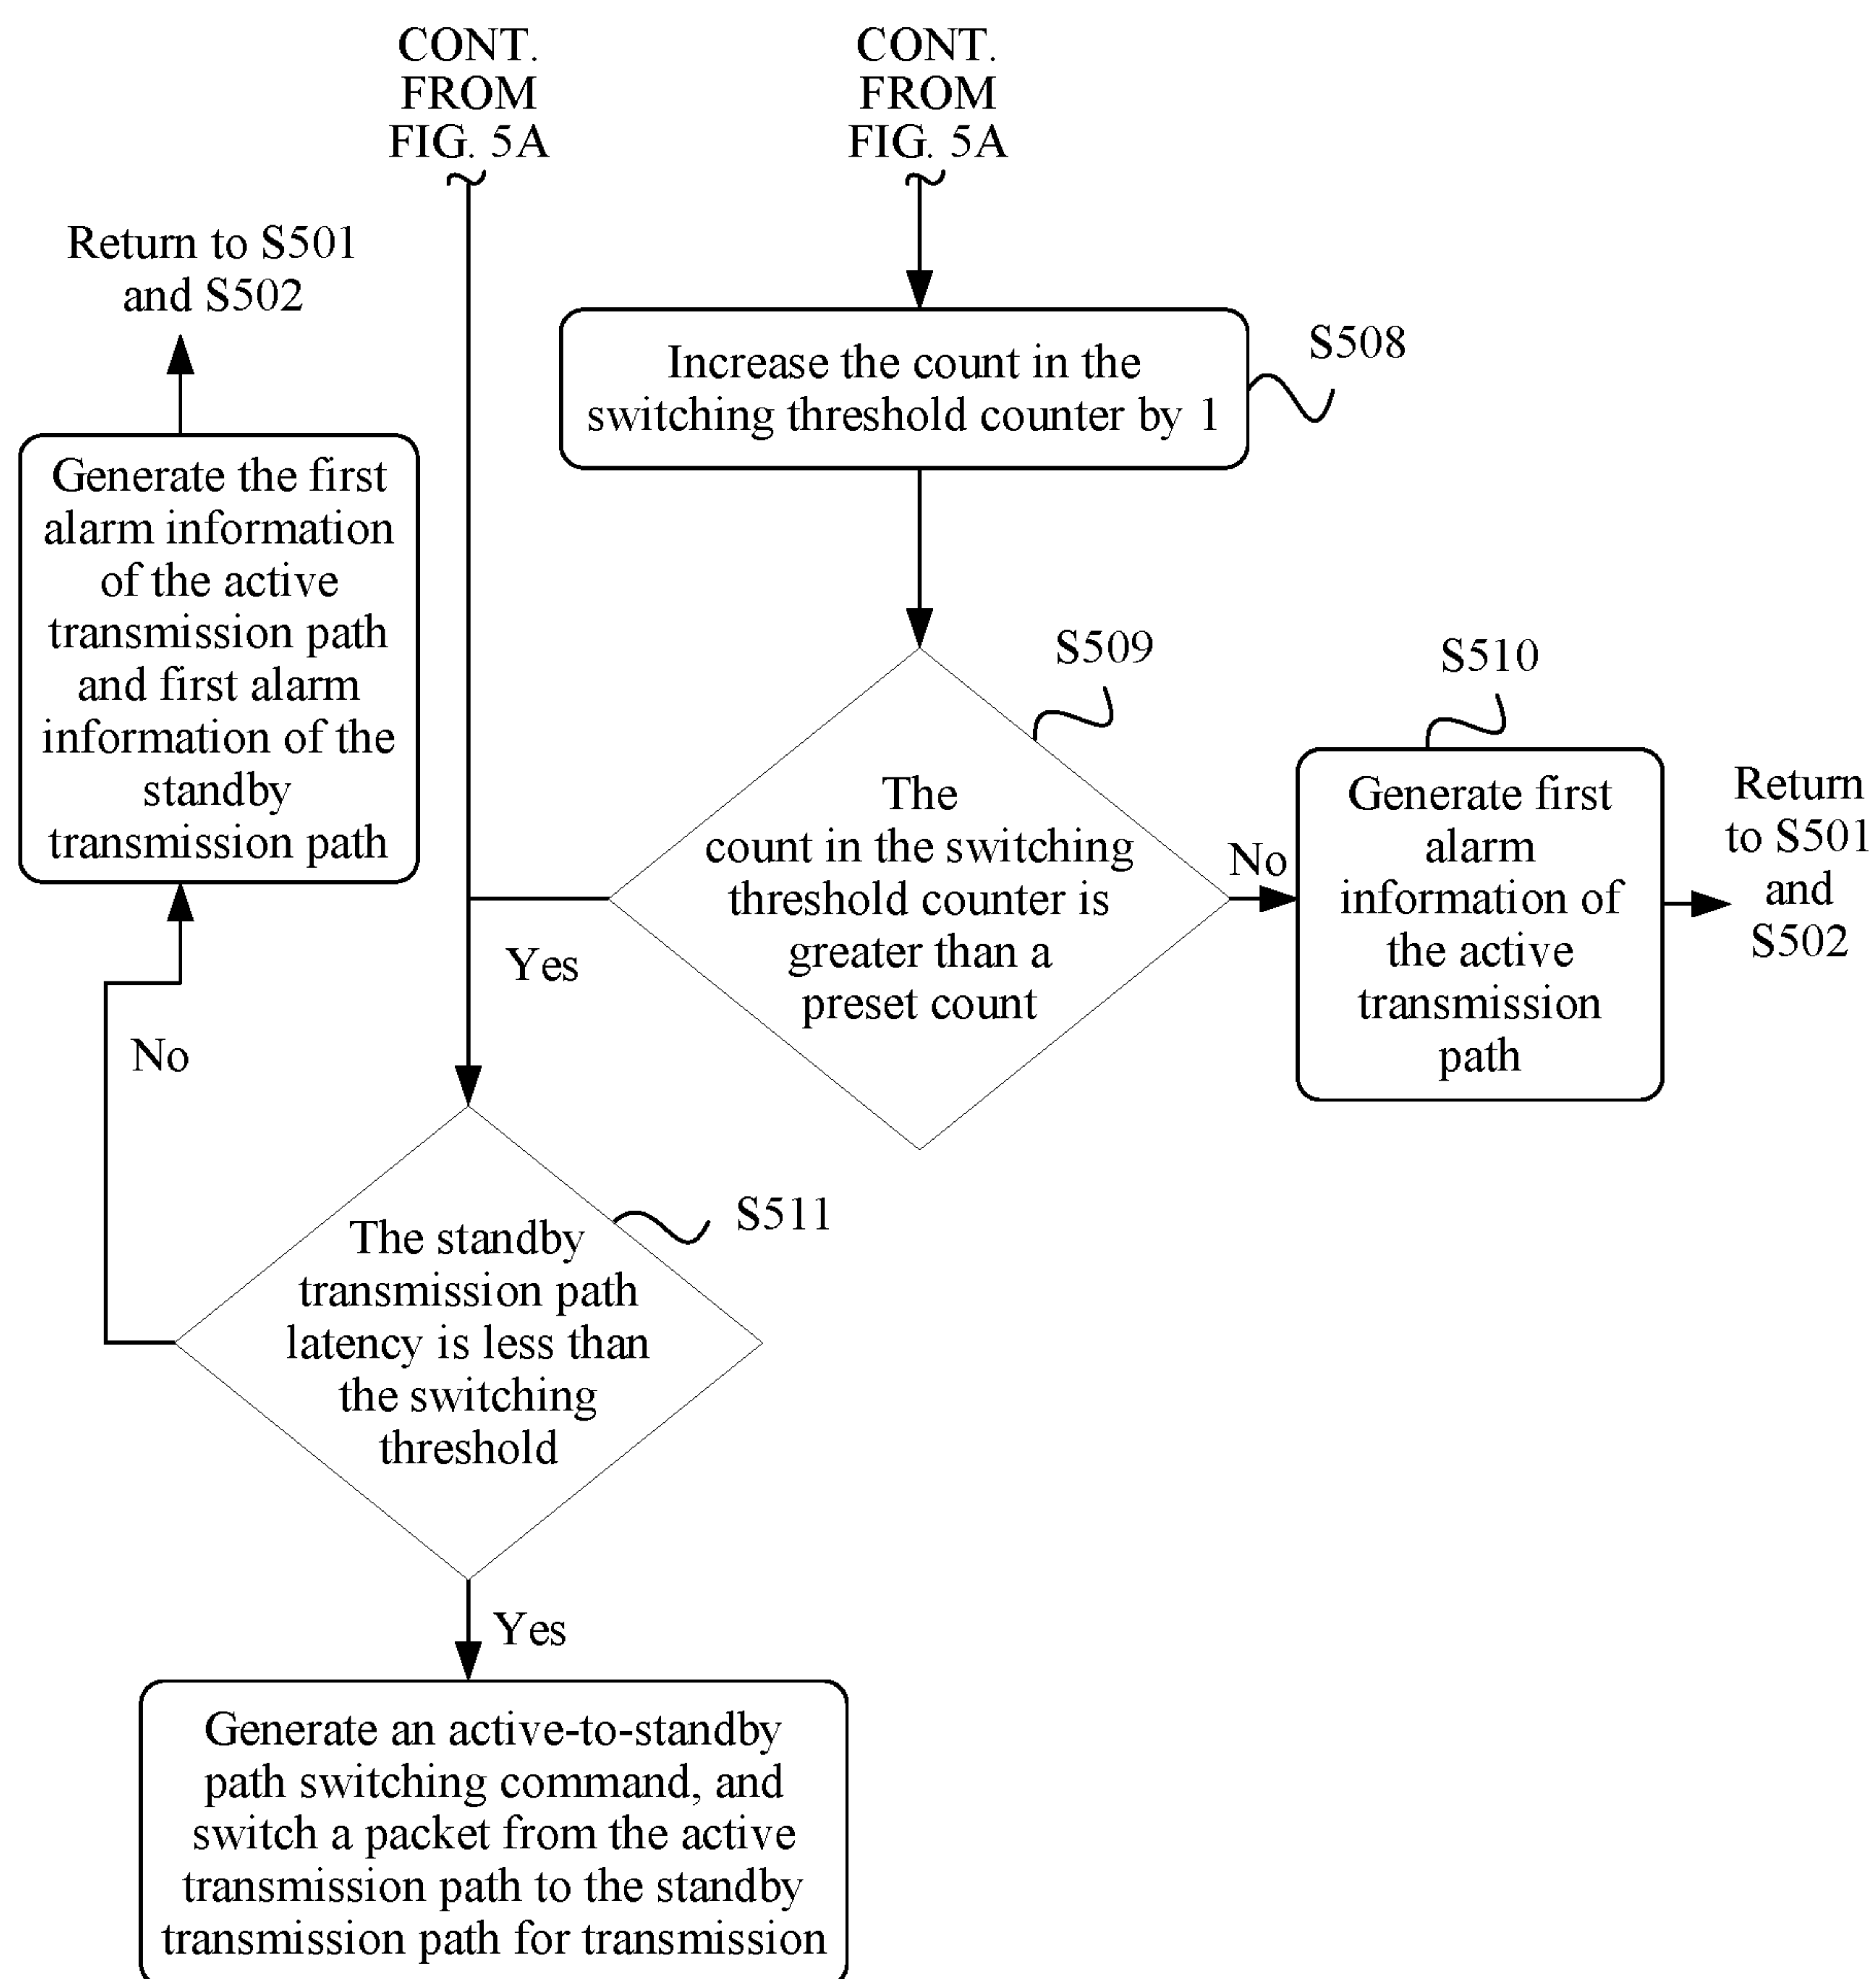 CONT.
FROM
FIG. 5A
CONT.
FROM
FIG. 5A
Return to S501
and S502
Increase the count in the
switching threshold counter by 1
S508
Generate the first
alarm information
of the active
transmission path
and first alarm
information of the
standby
transmission path
S509
The
count in the switching
threshold counter is
greater than a
preset count
No
S510
Generate first
alarm
information of
the active
transmission
path
Return
to S501
and
S502
Yes
No
S511
The standby
transmission path
latency is less than
the switching
threshold
Yes
Generate an active-to-standby
path switching command, and
switch a packet from the active
transmission path to the standby
transmission path for transmission